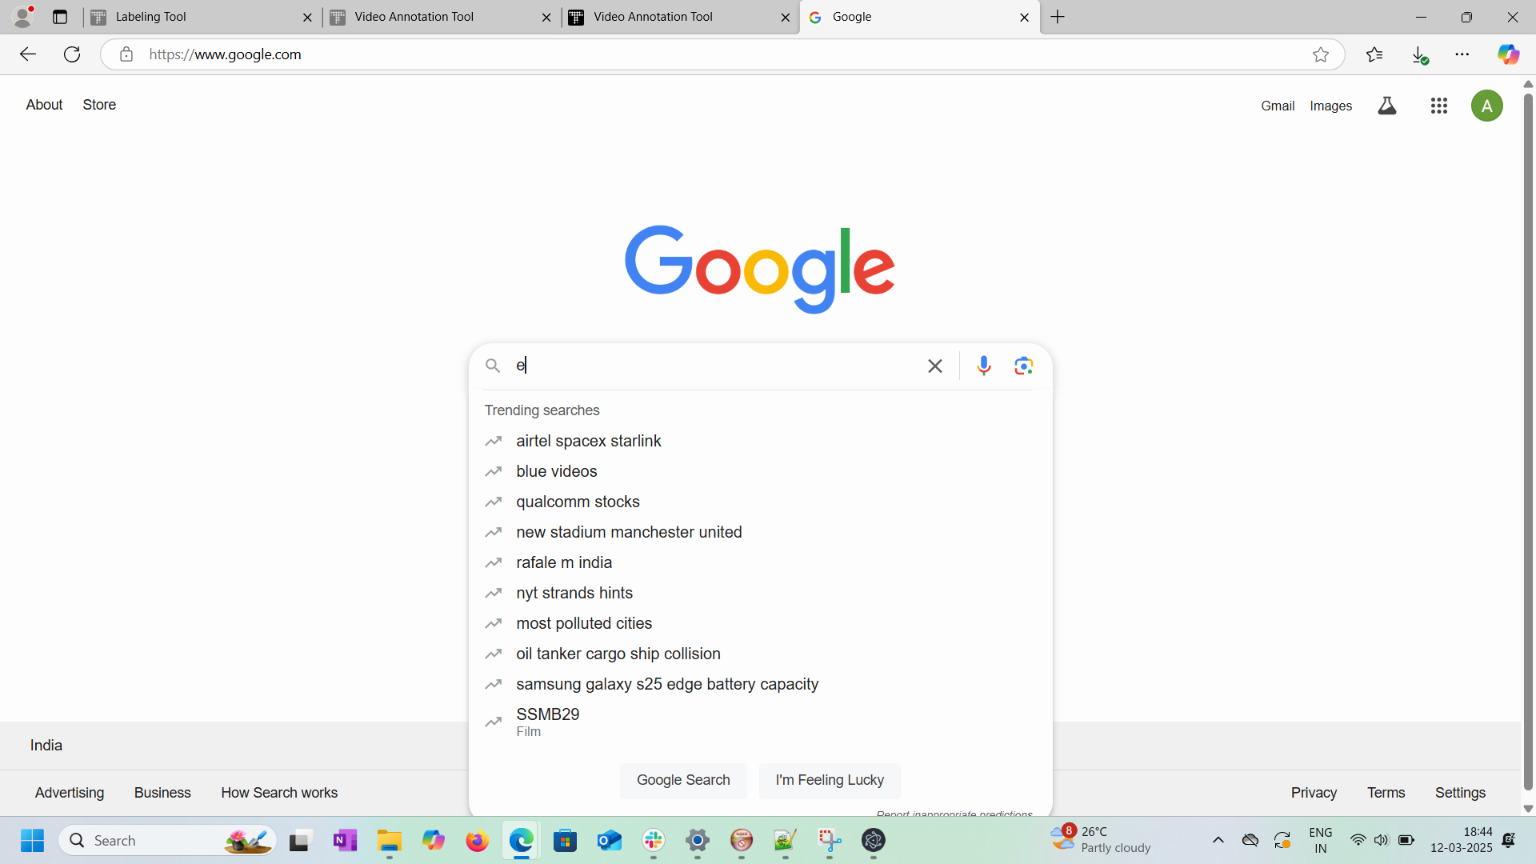 Labeling Tool
Video Annotation Tool
Video Annotation Tool
Google
https://www.google.com
About Store
Gmail Images
A
Google
e
Trending searches
airtel spacex starlink
blue videos
qualcomm stocks
new stadium manchester united
rafale m india
nyt strands hints
most polluted cities
oil tanker cargo ship collision
samsung galaxy s25 edge battery capacity
SSMB29
Film
Google Search I'm Feeling Lucky
Report inappropriate predictions
India
Advertising Business How Search works
Privacy Terms Settings
Search
8
26°C
Partly cloudy
ENG
IN
18:44
12-03-2025